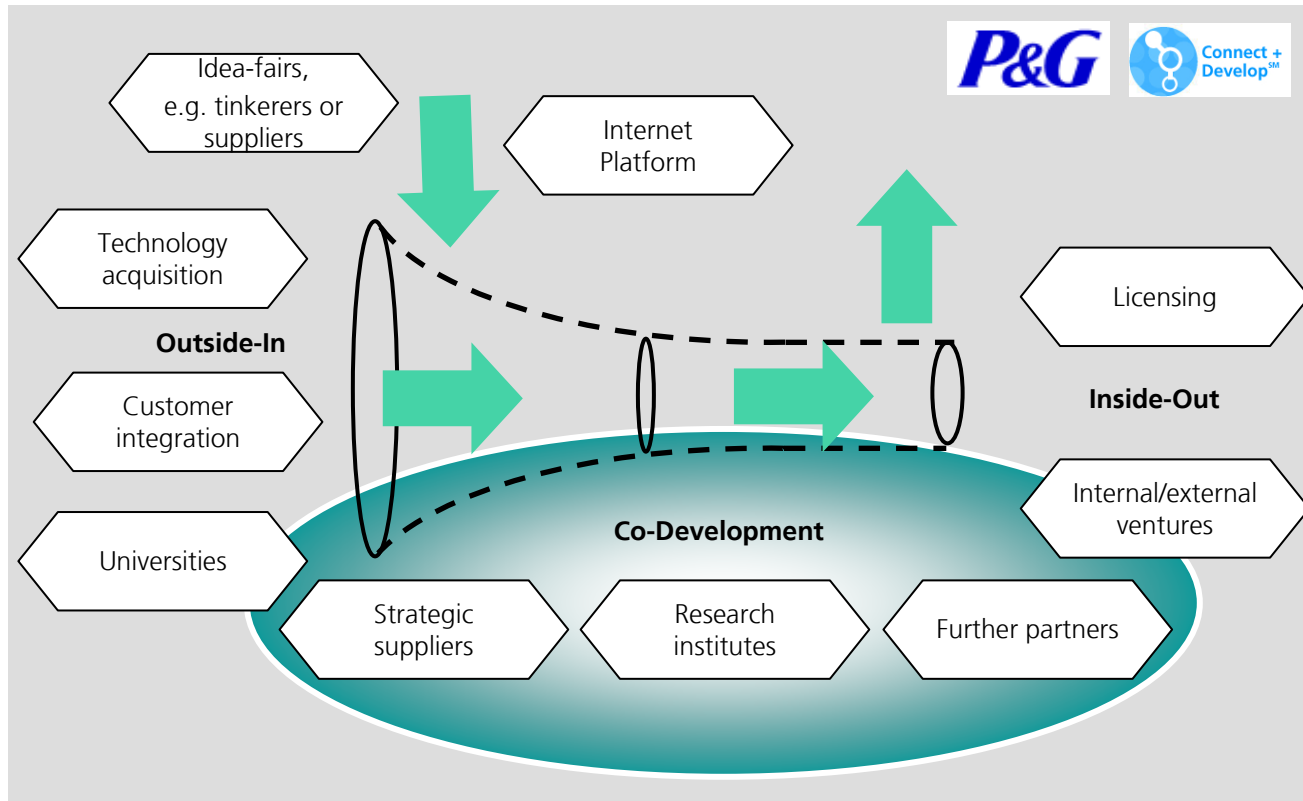 P&G
Connect +
Develop℠
Idea-fairs,
e.g. tinkerers or
suppliers
Internet
Platform
Technology
acquisition
Licensing
Outside-In
Customer
integration
Inside-Out
Internal/external
ventures
Universities
Co-Development
Strategic
suppliers
Research
institutes
Further partners